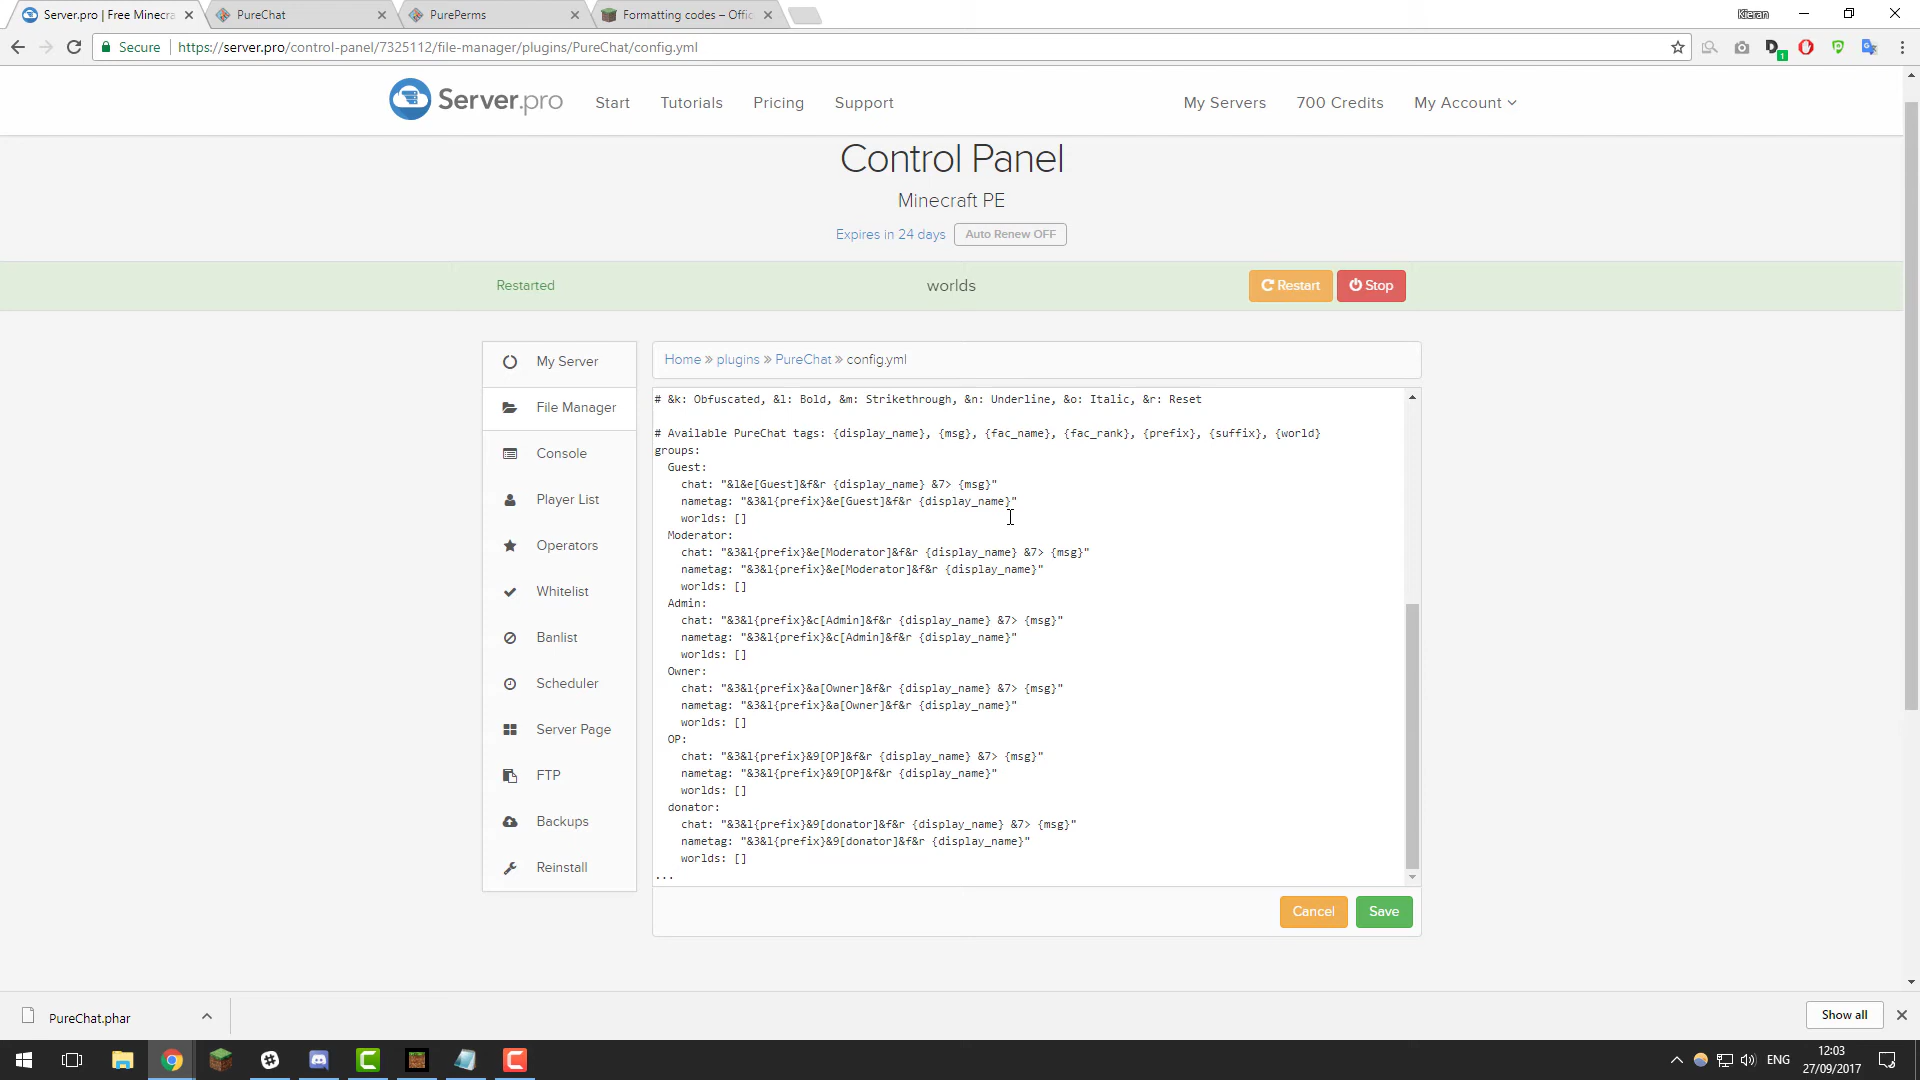 Server.pro | Free Minecra
PureChat
PurePerms
Formatting codes – Offic
Kieran
Secure
https://server.pro/control-panel/7325112/file-manager/plugins/PureChat/config.yml
1
Server.pro
Start
Tutorials
Pricing
Support
My Servers
700 Credits
My Account
Control Panel
Minecraft PE
Expires in 24 days
Auto Renew OFF
Restarted
worlds
Restart
Stop
My Server
File Manager
Console
Player List
Operators
Whitelist
Banlist
Scheduler
Server Page
FTP
Backups
Reinstall
Home » plugins » PureChat » config.yml
# &k: Obfuscated, &l: Bold, &m: Strikethrough, &n: Underline, &o: Italic, &r: Reset
# Available PureChat tags: {display_name}, {msg}, {fac_name}, {fac_rank}, {prefix}, {suffix}, {world}
groups:
Guest:
chat: "&l&e[Guest]&f&r {display_name} &7> {msg}"
nametag: "&3&l{prefix}&e[Guest]&f&r {display_name}"
worlds: []
Moderator:
chat: "&3&l{prefix}&e[Moderator]&f&r {display_name} &7> {msg}"
nametag: "&3&l{prefix}&e[Moderator]&f&r {display_name}"
worlds: []
Admin:
chat: "&3&l{prefix}&c[Admin]&f&r {display_name} &7> {msg}"
nametag: "&3&l{prefix}&c[Admin]&f&r {display_name}"
worlds: []
Owner:
chat: "&3&l{prefix}&a[Owner]&f&r {display_name} &7> {msg}"
nametag: "&3&l{prefix}&a[Owner]&f&r {display_name}"
worlds: []
OP:
chat: "&3&l{prefix}&9[OP]&f&r {display_name} &7> {msg}"
nametag: "&3&l{prefix}&9[OP]&f&r {display_name}"
worlds: []
donator:
chat: "&3&l{prefix}&9[donator]&f&r {display_name} &7> {msg}"
nametag: "&3&l{prefix}&9[donator]&f&r {display_name}"
worlds: []
...
Cancel
Save
PureChat.phar
Show all
ENG
12:03
27/09/2017